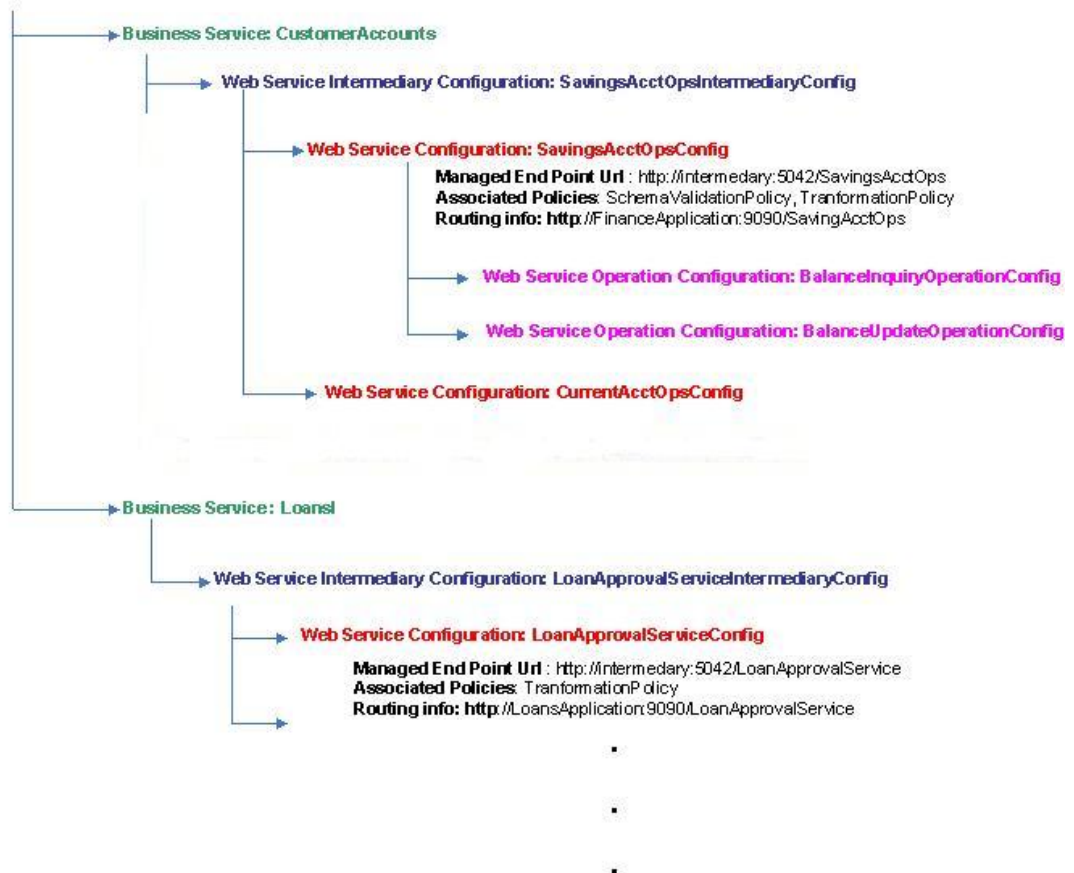 Business Service: CustomerAccounts
Web Service Intermediary Configuration: SavingsAcctOpsIntermediaryConfig
Web Service Configuration: SavingsAcctOpsConfig
Managed End Point Url : http://intermedary:5042/SavingsAcctOps
Associated Policies: SchemaValidationPolicy, TranformationPolicy
Routing info: http://FinanceApplication:9090/SavingAcctOps
Web Service Operation Configuration: BalanceInquiryOperationConfig
Web Service Operation Configuration: BalanceUpdateOperationConfig
Web Service Configuration: CurrentAcctOpsConfig
Business Service: Loansl
Web Service Intermediary Configuration: LoanApprovalServiceIntermediaryConfig
Web Service Configuration: LoanApprovalServiceConfig
Managed End Point Url : http://intermedary:5042/LoanApprovalService
Associated Policies: TranformationPolicy
Routing info: http://LoansApplication:9090/LoanApprovalService